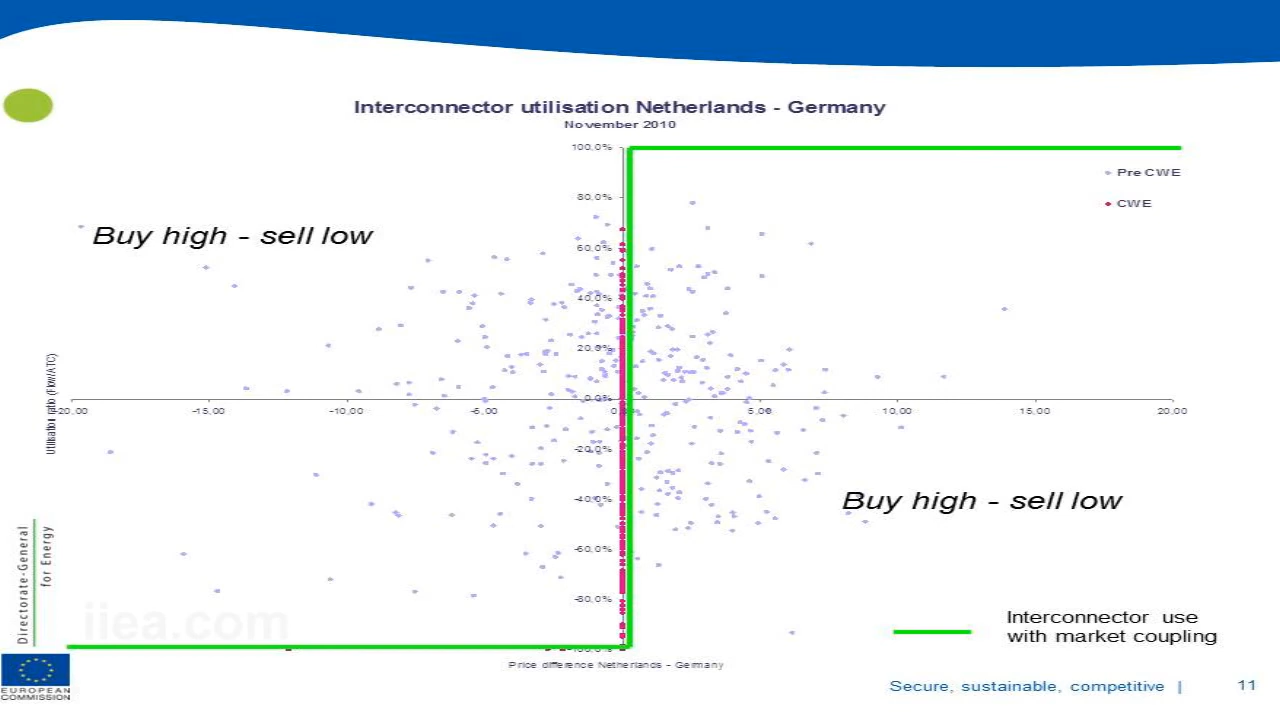 Interconnector utilisation Netherlands - Germany
November 2010
100,0%
Pre CWE
80,0%
CWE
Buy high - sell low
60,0%
40,0%
20,0%
Utilisation ratio (Flow/ATC)
0,0%
-20,00 -15,00 -10,00 -5,00 0,00 5,00 10,00 15,00 20,00
-20,0%
-40,0%
Buy high - sell low
-60,0%
-80,0%
Directorate-General
for Energy
iiea.com
Interconnector use
with market coupling
-100,0%
Price difference Netherlands - Germany
EUROPEAN
COMMISSION
Secure, sustainable, competitive | 11